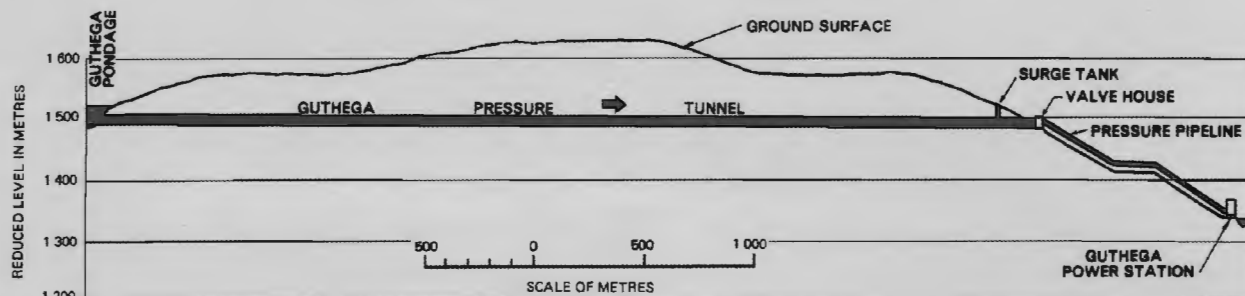 GUTHEGA
PONDAGE
GROUND SURFACE
1 600
SURGE TANK
VALVE HOUSE
GUTHEGA PRESSURE TUNNEL
1 500
PRESSURE PIPELINE
REDUCED LEVEL IN METRES
1 400
1 300
500 0 500 1 000
GUTHEGA
POWER STATION
SCALE OF METRES
1 200